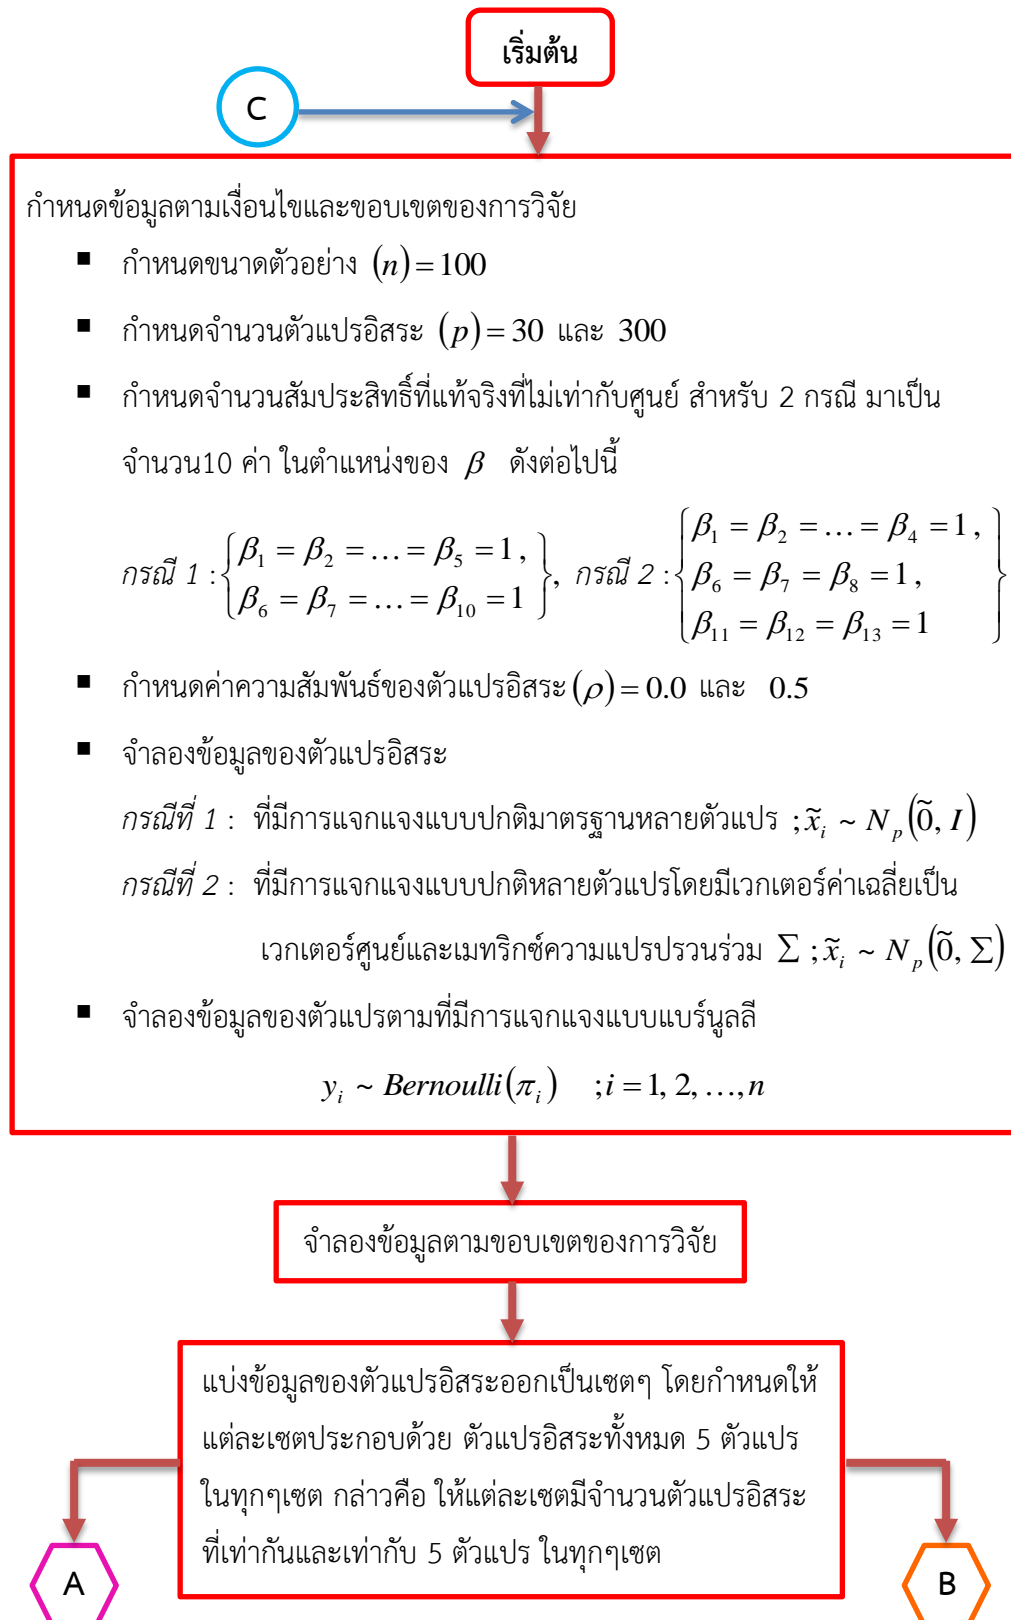 เริ่มต้น
C
กำหนดข้อมูลตามเงื่อนไขและขอบเขตของการวิจัย
▪ กำหนดขนาดตัวอย่าง (n) = 100
▪ กำหนดจำนวนตัวแปรอิสระ (p) = 30 และ 300
▪ กำหนดจำนวนสัมประสิทธิ์ที่แท้จริงที่ไม่เท่ากับศูนย์ สำหรับ 2 กรณี มาเป็น
จำนวน10 ค่า ในตำแหน่งของ β ดังต่อไปนี้
กรณี 1 : {β₁ = β₂ = … = β₅ = 1 , β₆ = β₇ = … = β₁₀ = 1}, กรณี 2 : {β₁ = β₂ = … = β₄ = 1 , β₆ = β₇ = β₈ = 1 , β₁₁ = β₁₂ = β₁₃ = 1}
▪ กำหนดค่าความสัมพันธ์ของตัวแปรอิสระ (ρ) = 0.0 และ 0.5
▪ จำลองข้อมูลของตัวแปรอิสระ
กรณีที่ 1 : ที่มีการแจกแจงแบบปกติมาตรฐานหลายตัวแปร ; x̃ᵢ ~ Nₚ(0̃, I)
กรณีที่ 2 : ที่มีการแจกแจงแบบปกติหลายตัวแปรโดยมีเวกเตอร์ค่าเฉลี่ยเป็น
เวกเตอร์ศูนย์และเมทริกซ์ความแปรปรวนร่วม Σ ; x̃ᵢ ~ Nₚ(0̃, Σ)
▪ จำลองข้อมูลของตัวแปรตามที่มีการแจกแจงแบบแบร์นูลลี
yᵢ ~ Bernoulli(πᵢ) ; i = 1, 2, …, n
จำลองข้อมูลตามขอบเขตของการวิจัย
แบ่งข้อมูลของตัวแปรอิสระออกเป็นเซตๆ โดยกำหนดให้
แต่ละเซตประกอบด้วย ตัวแปรอิสระทั้งหมด 5 ตัวแปร
ในทุกๆเซต กล่าวคือ ให้แต่ละเซตมีจำนวนตัวแปรอิสระ
ที่เท่ากันและเท่ากับ 5 ตัวแปร ในทุกๆเซต
A
B